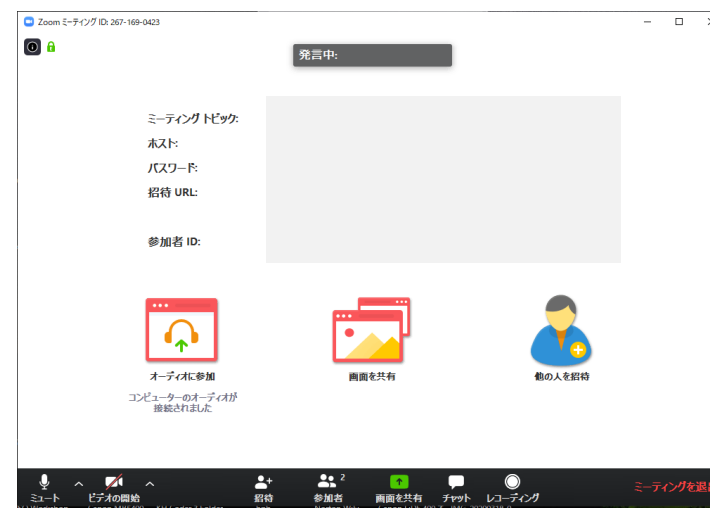 Zoom ミーティング ID: 267-169-0423
発言中:
ミーティング トピック:
ホスト:
パスワード:
招待 URL:
参加者 ID:
オーディオに参加
画面を共有
他の人を招待
コンピューターのオーディオが
接続されました
2
ミュート
ビデオの開始
招待
参加者
画面を共有
チャット
レコーディング
ミーティングを退